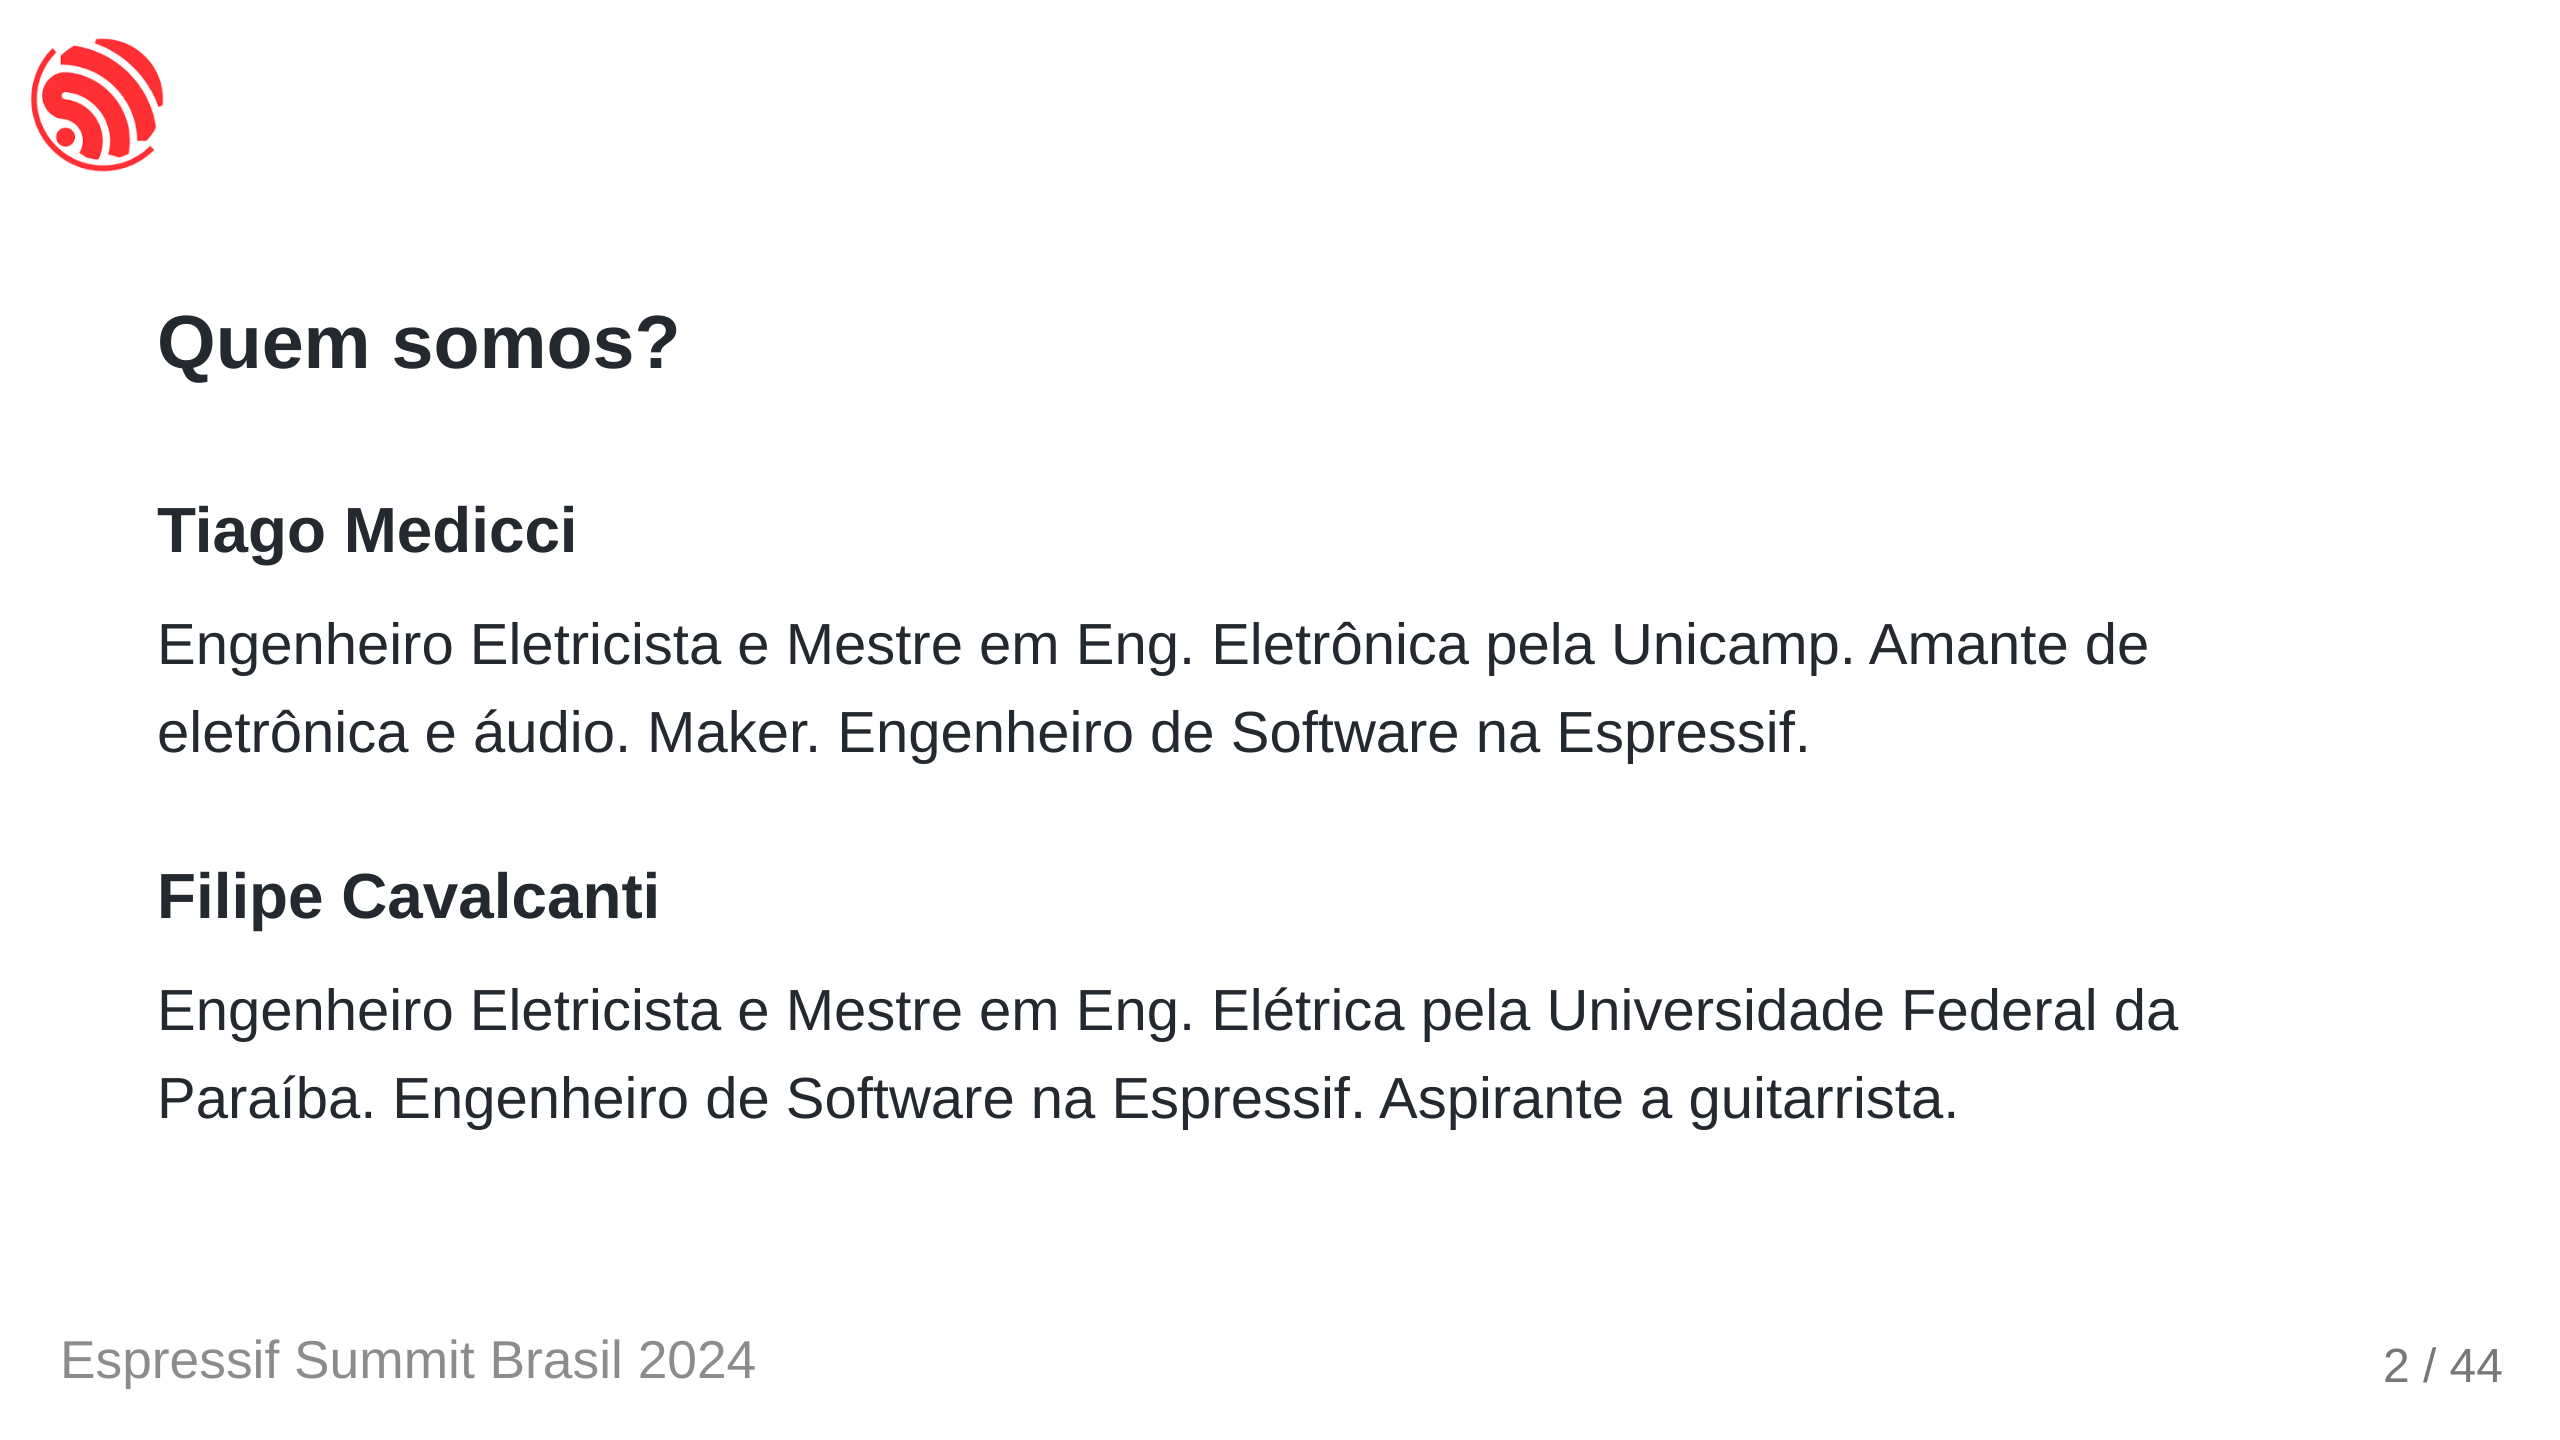 Quem somos?
Tiago Medicci
Engenheiro Eletricista e Mestre em Eng. Eletrônica pela Unicamp. Amante de
eletrônica e áudio. Maker. Engenheiro de Software na Espressif.
Filipe Cavalcanti
Engenheiro Eletricista e Mestre em Eng. Elétrica pela Universidade Federal da
Paraíba. Engenheiro de Software na Espressif. Aspirante a guitarrista.
Espressif Summit Brasil 2024
2 / 44